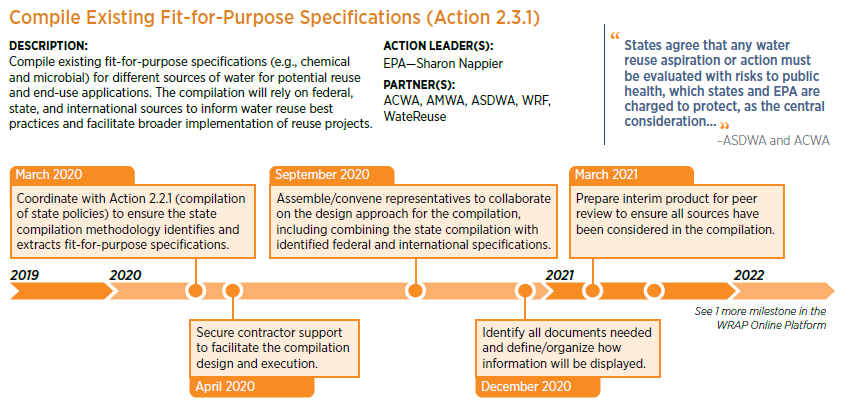 Compile Existing Fit-for-Purpose Specifications (Action 2.3.1)
DESCRIPTION:
Compile existing fit-for-purpose specifications (e.g., chemical
and microbial) for different sources of water for potential reuse
and end-use applications. The compilation will rely on federal,
state, and international sources to inform water reuse best
practices and facilitate broader implementation of reuse projects.
ACTION LEADER(S):
EPA—Sharon Nappier
PARTNER(S):
ACWA, AMWA, ASDWA, WRF,
WateReuse
“ States agree that any water
reuse aspiration or action must
be evaluated with risks to public
health, which states and EPA are
charged to protect, as the central
consideration... ”
–ASDWA and ACWA
March 2020
Coordinate with Action 2.2.1 (compilation
of state policies) to ensure the state
compilation methodology identifies and
extracts fit-for-purpose specifications.
September 2020
Assemble/convene representatives to collaborate
on the design approach for the compilation,
including combining the state compilation with
identified federal and international specifications.
March 2021
Prepare interim product for peer
review to ensure all sources have
been considered in the compilation.
2019
2020
2021
2022
See 1 more milestone in the
WRAP Online Platform
Secure contractor support
to facilitate the compilation
design and execution.
April 2020
Identify all documents needed
and define/organize how
information will be displayed.
December 2020